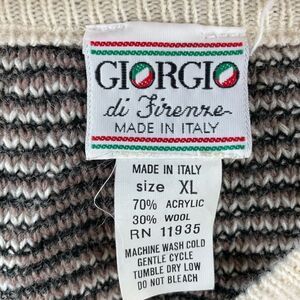 GIORGIO
di Firenze
MADE IN ITALY
MADE IN ITALY
size XL
70% ACRYLIC
30% WOOL
RN 11935
MACHINE WASH COLD
GENTLE CYCLE
TUMBLE DRY LOW
DO NOT BLEACH